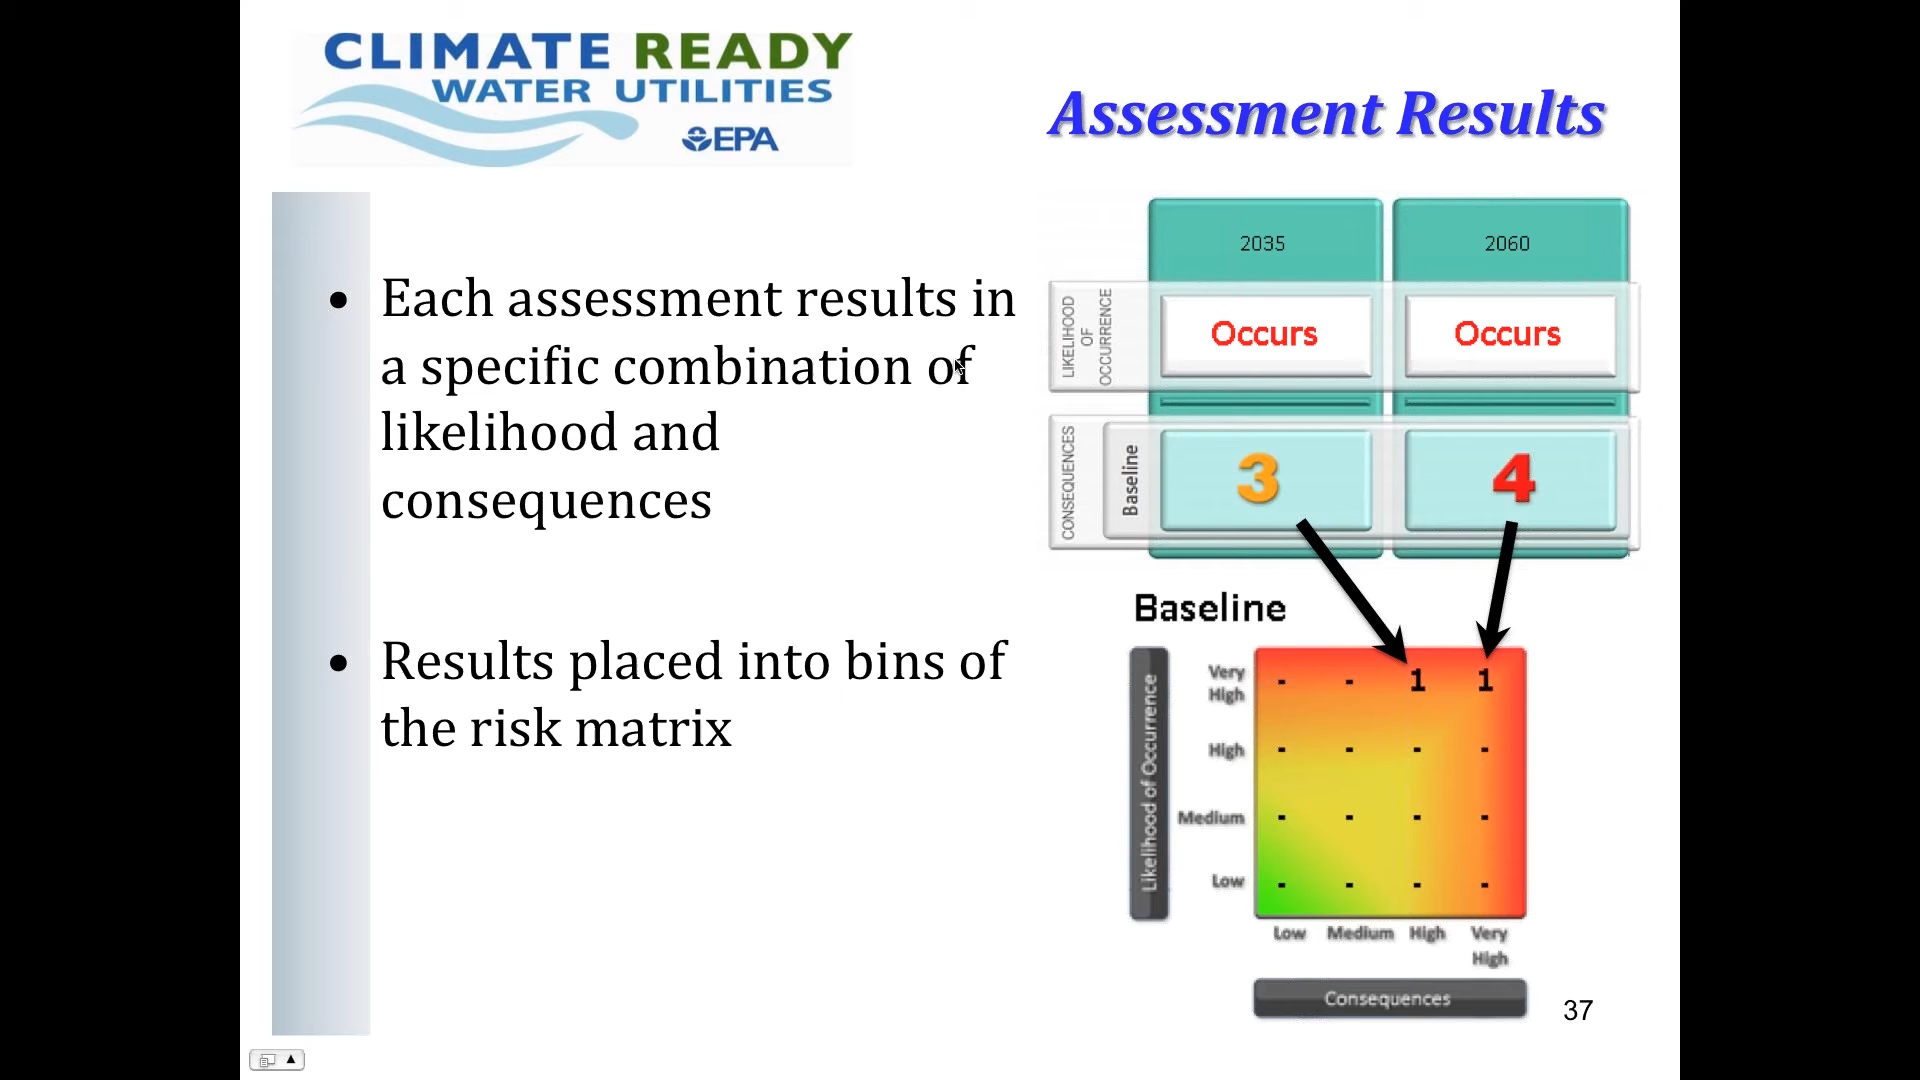 CLIMATE READY
WATER UTILITIES
EPA
Assessment Results
• Each assessment results in
a specific combination of
likelihood and
consequences
• Results placed into bins of
the risk matrix
2035 2060
LIKELIHOOD
OF
OCCURRENCE
Occurs Occurs
CONSEQUENCES
Baseline
3 4
Baseline
Likelihood of Occurrence
Very
High
- - 1 1
High - - - -
Medium - - - -
Low - - - -
Low Medium High Very
High
Consequences
37